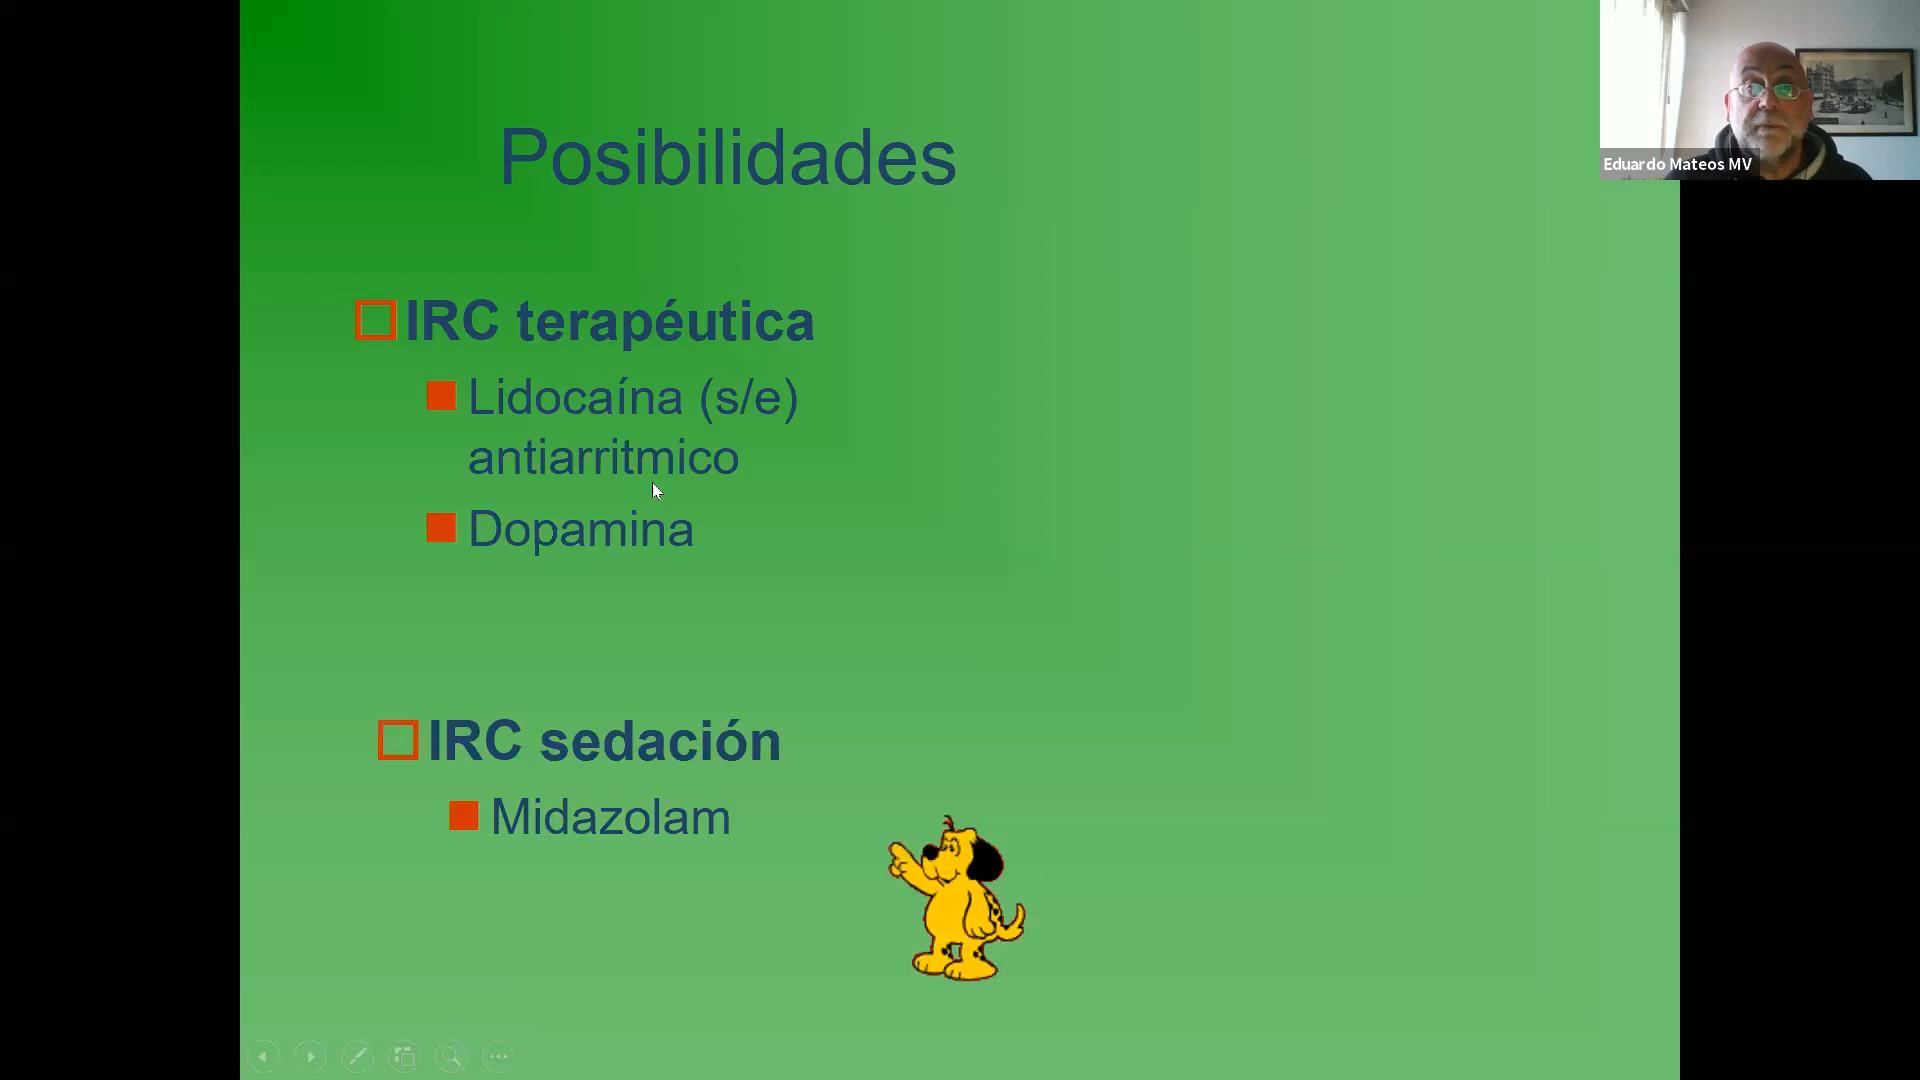 Posibilidades
IRC terapéutica
Lidocaína (s/e)
antiarritmico
Dopamina
IRC sedación
Midazolam
Eduardo Mateos MV